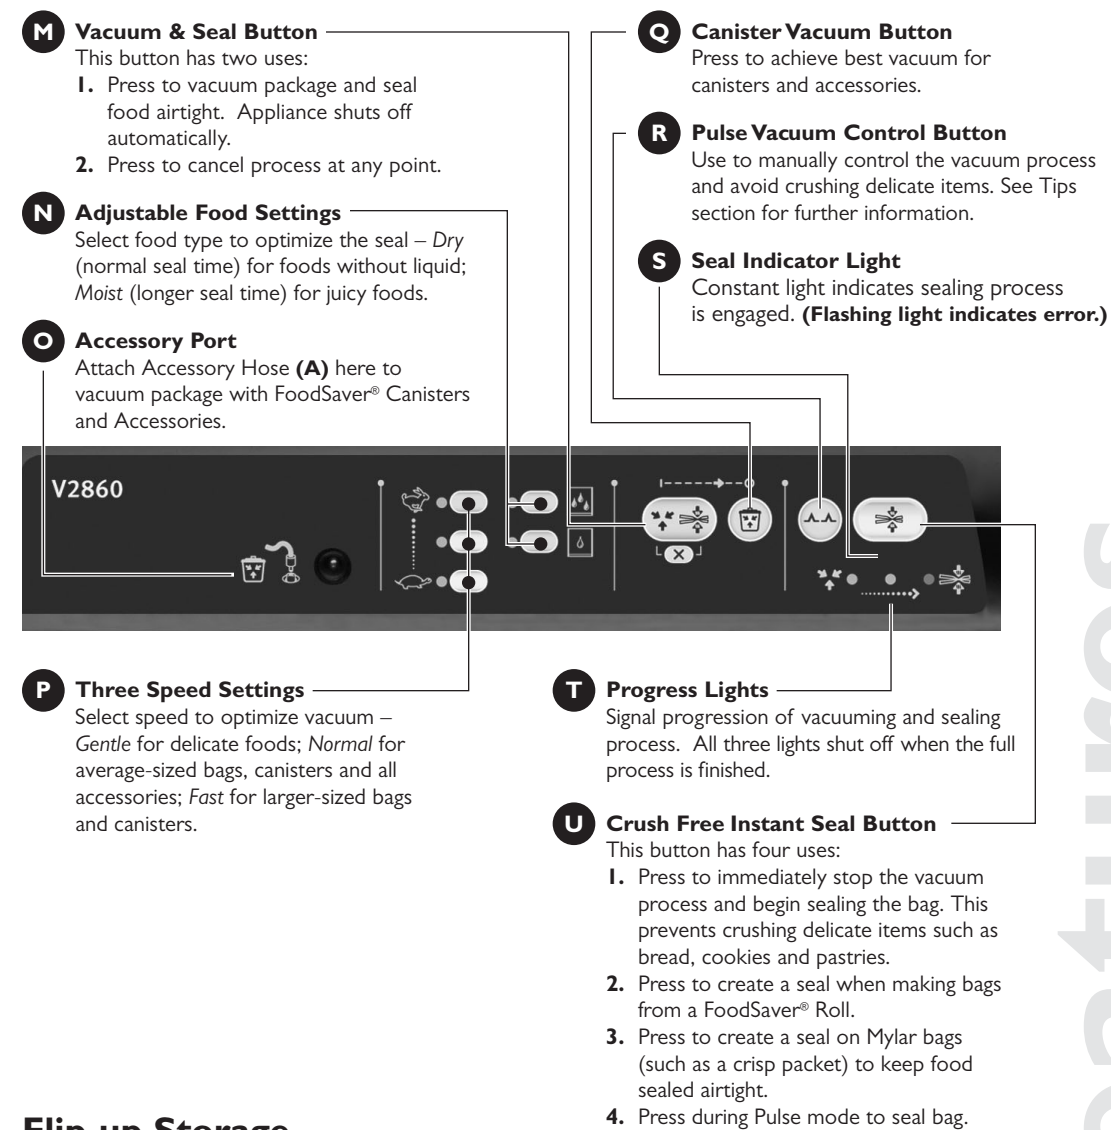 M Vacuum & Seal Button
This button has two uses:
1. Press to vacuum package and seal
food airtight. Appliance shuts off
automatically.
2. Press to cancel process at any point.
N Adjustable Food Settings
Select food type to optimize the seal – Dry
(normal seal time) for foods without liquid;
Moist (longer seal time) for juicy foods.
O Accessory Port
Attach Accessory Hose (A) here to
vacuum package with FoodSaver® Canisters
and Accessories.
Q Canister Vacuum Button
Press to achieve best vacuum for
canisters and accessories.
R Pulse Vacuum Control Button
Use to manually control the vacuum process
and avoid crushing delicate items. See Tips
section for further information.
S Seal Indicator Light
Constant light indicates sealing process
is engaged. (Flashing light indicates error.)
V2860
P Three Speed Settings
Select speed to optimize vacuum –
Gentle for delicate foods; Normal for
average-sized bags, canisters and all
accessories; Fast for larger-sized bags
and canisters.
T Progress Lights
Signal progression of vacuuming and sealing
process. All three lights shut off when the full
process is finished.
U Crush Free Instant Seal Button
This button has four uses:
1. Press to immediately stop the vacuum
process and begin sealing the bag. This
prevents crushing delicate items such as
bread, cookies and pastries.
2. Press to create a seal when making bags
from a FoodSaver® Roll.
3. Press to create a seal on Mylar bags
(such as a crisp packet) to keep food
sealed airtight.
4. Press during Pulse mode to seal bag.
Flip-up Storage